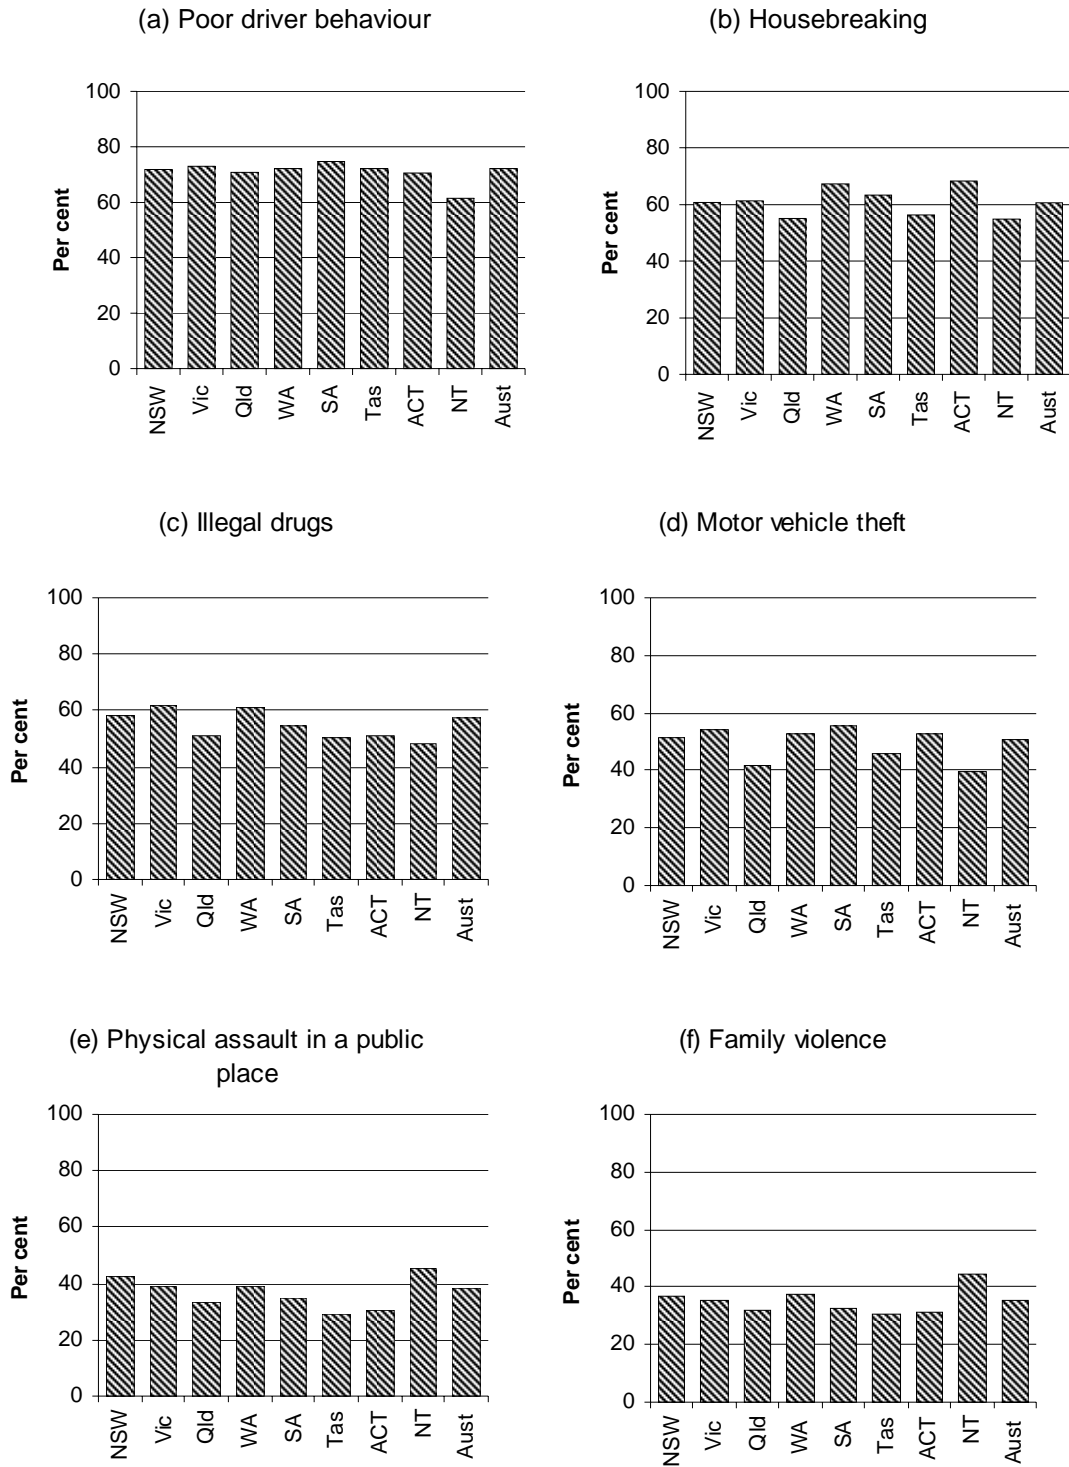 (a) Poor driver behaviour
100
80
60
40
20
0
Per cent
NSW
Vic
Qld
WA
SA
Tas
ACT
NT
Aust
(b) Housebreaking
100
80
60
40
20
0
Per cent
NSW
Vic
Qld
WA
SA
Tas
ACT
NT
Aust
(c) Illegal drugs
100
80
60
40
20
0
Per cent
NSW
Vic
Qld
WA
SA
Tas
ACT
NT
Aust
(d) Motor vehicle theft
100
80
60
40
20
0
Per cent
NSW
Vic
Qld
WA
SA
Tas
ACT
NT
Aust
(e) Physical assault in a public
place
100
80
60
40
20
0
Per cent
NSW
Vic
Qld
WA
SA
Tas
ACT
NT
Aust
(f) Family violence
100
80
60
40
20
0
Per cent
NSW
Vic
Qld
WA
SA
Tas
ACT
NT
Aust